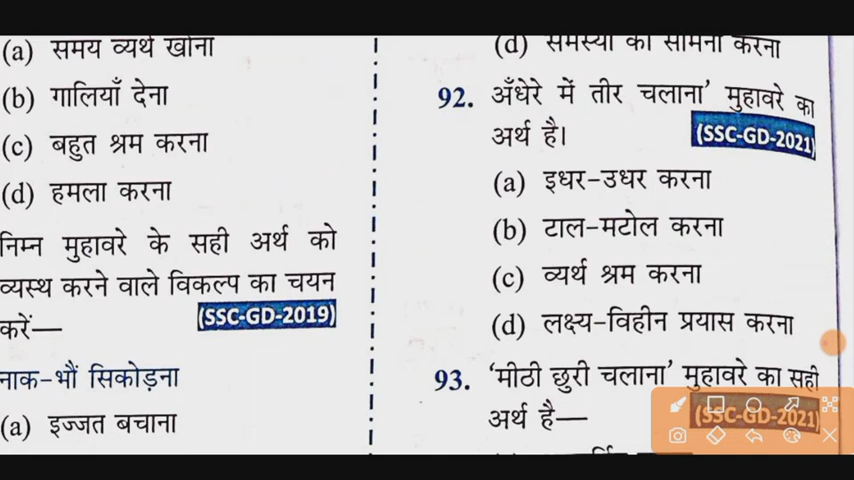 (a) समय व्यर्थ खोना
(b) गालियाँ देना
(c) बहुत श्रम करना
(d) हमला करना
निम्न मुहावरे के सही अर्थ को
व्यस्थ करने वाले विकल्प का चयन
करें—
(SSC-GD-2019)
नाक-भौं सिकोड़ना
(a) इज्जत बचाना
(d) समस्या का सामना करना
92. अँधेरे में तीर चलाना’ मुहावरे का
अर्थ है।
(SSC-GD-2021)
(a) इधर-उधर करना
(b) टाल-मटोल करना
(c) व्यर्थ श्रम करना
(d) लक्ष्य-विहीन प्रयास करना
93. ‘मीठी छुरी चलाना’ मुहावरे का सही
अर्थ है—
(SSC-GD-2021)